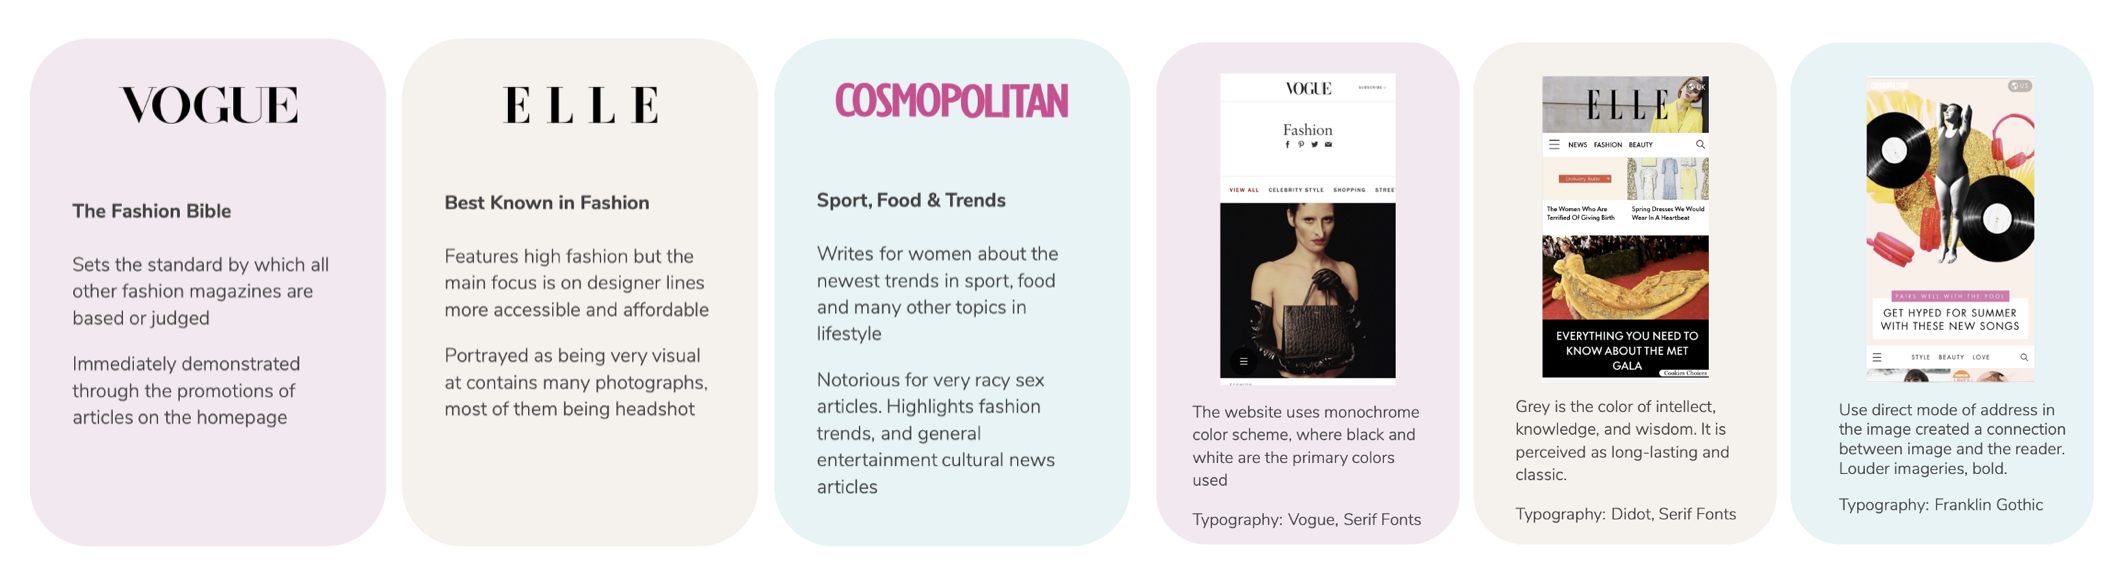 VOGUE
The Fashion Bible
Sets the standard by which all
other fashion magazines are
based or judged
Immediately demonstrated
through the promotions of
articles on the homepage
ELLE
Best Known in Fashion
Features high fashion but the
main focus is on designer lines
more accessible and affordable
Portrayed as being very visual
at contains many photographs,
most of them being headshot
COSMOPOLITAN
Sport, Food & Trends
Writes for women about the
newest trends in sport, food
and many other topics in
lifestyle
Notorious for very racy sex
articles. Highlights fashion
trends, and general
entertainment cultural news
articles
VOGUE
SUBSCRIBE
Fashion
VIEW ALL CELEBRITY STYLE SHOPPING STREE
The website uses monochrome
color scheme, where black and
white are the primary colors
used
Typography: Vogue, Serif Fonts
ELLE
UK
NEWS FASHION BEAUTY
The Women Who Are
Terrified Of Giving Birth
Spring Dresses We Would
Wear In A Heartbeat
EVERYTHING YOU NEED TO
KNOW ABOUT THE MET
GALA
Cookies Choices
Grey is the color of intellect,
knowledge, and wisdom. It is
perceived as long-lasting and
classic.
Typography: Didot, Serif Fonts
US
PAIRS WELL WITH THE POOL
GET HYPED FOR SUMMER
WITH THESE NEW SONGS
STYLE BEAUTY LOVE
Use direct mode of address in
the image created a connection
between image and the reader.
Louder imageries, bold.
Typography: Franklin Gothic